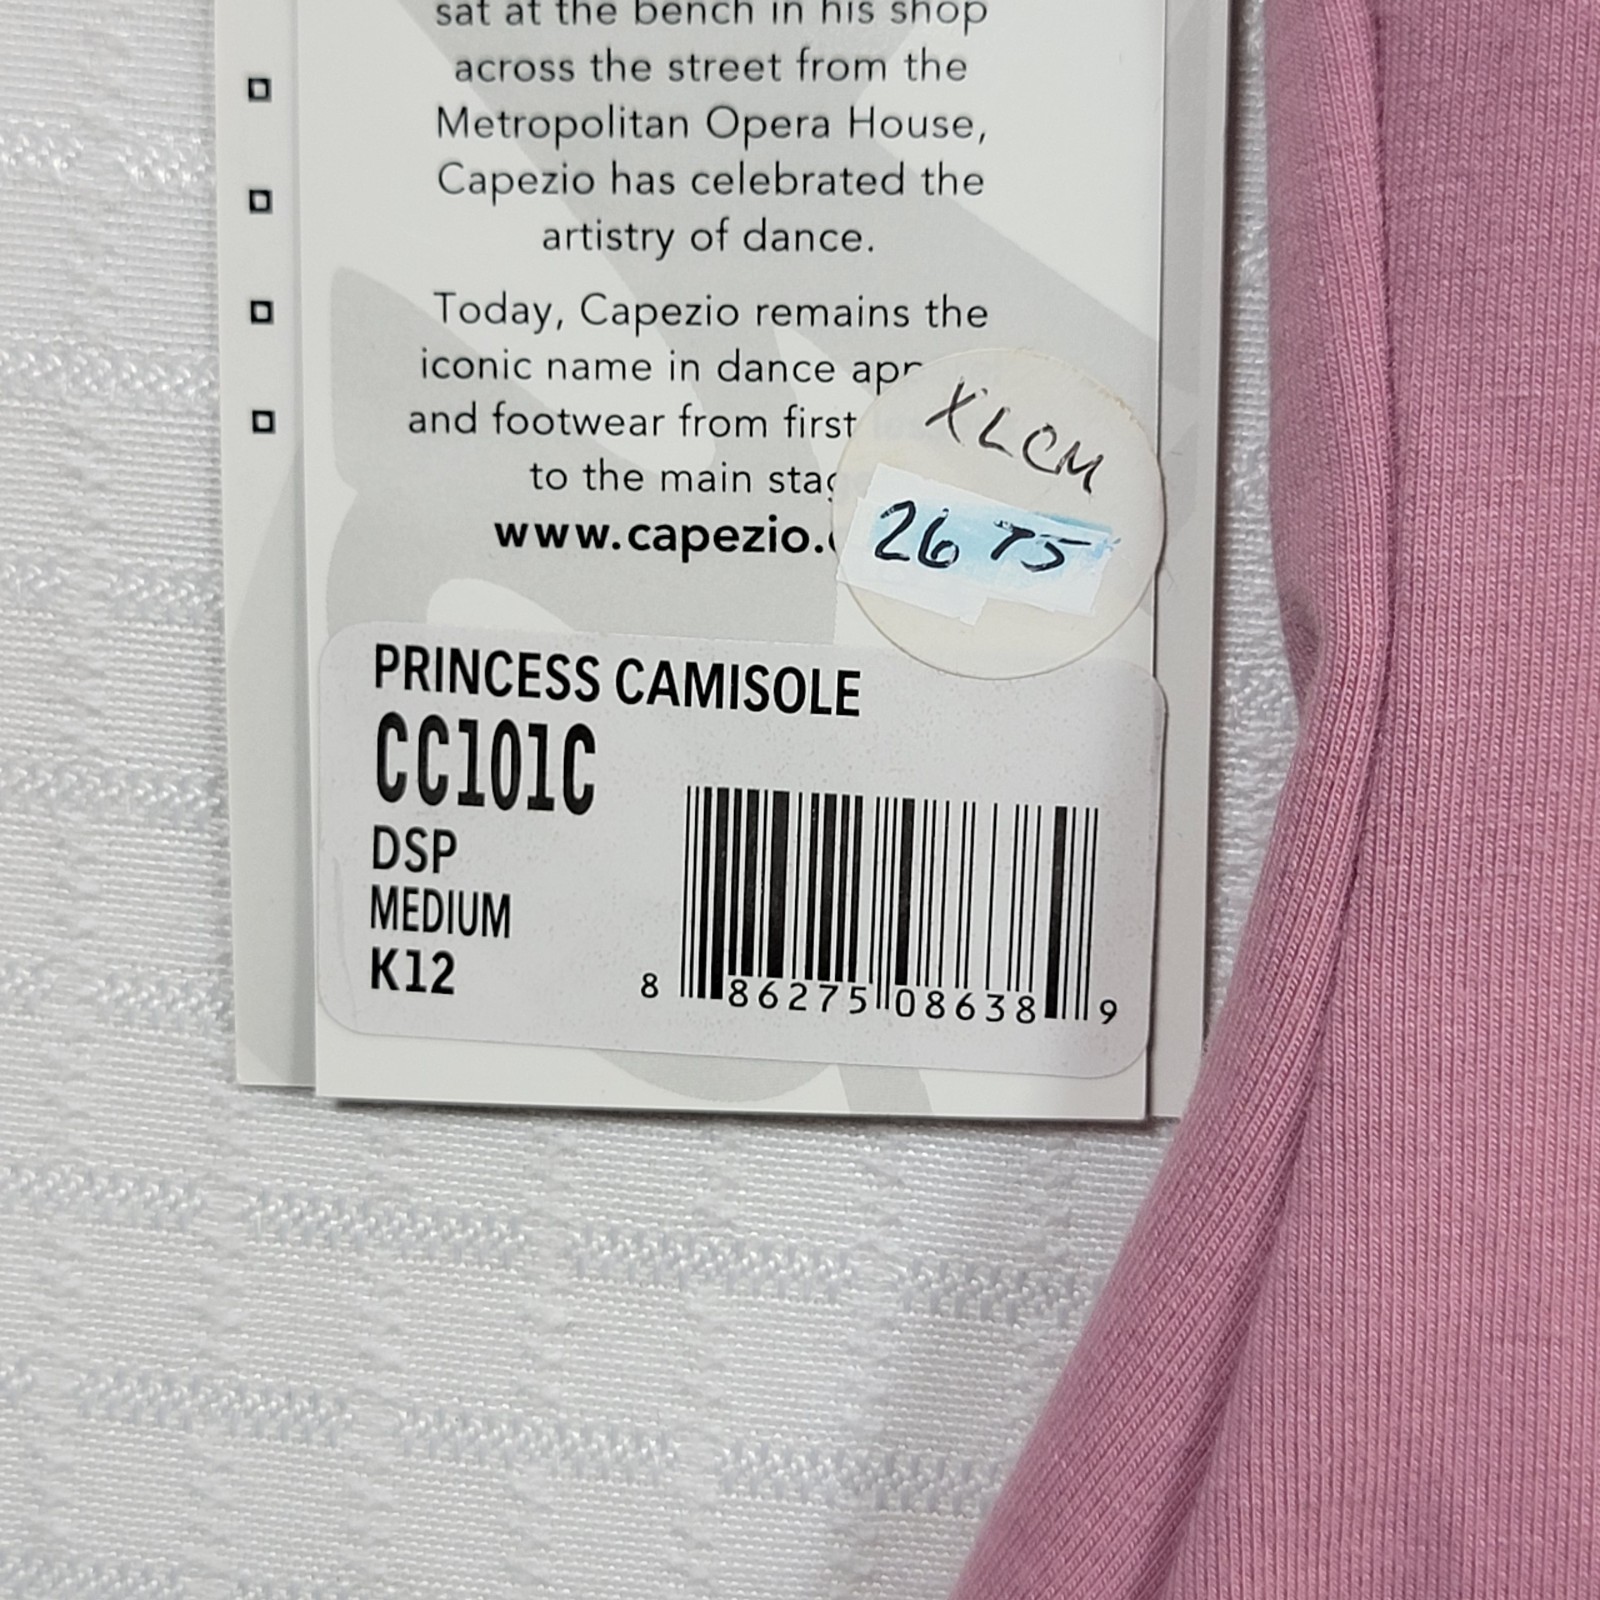 sat at the bench in his shop
across the street from the
Metropolitan Opera House,
Capezio has celebrated the
artistry of dance.
Today, Capezio remains the
iconic name in dance app
and footwear from first
to the main stag
www.capezio.
XLCM
26 75
PRINCESS CAMISOLE
CC101C
DSP
MEDIUM
K12
8 86275 08638 9